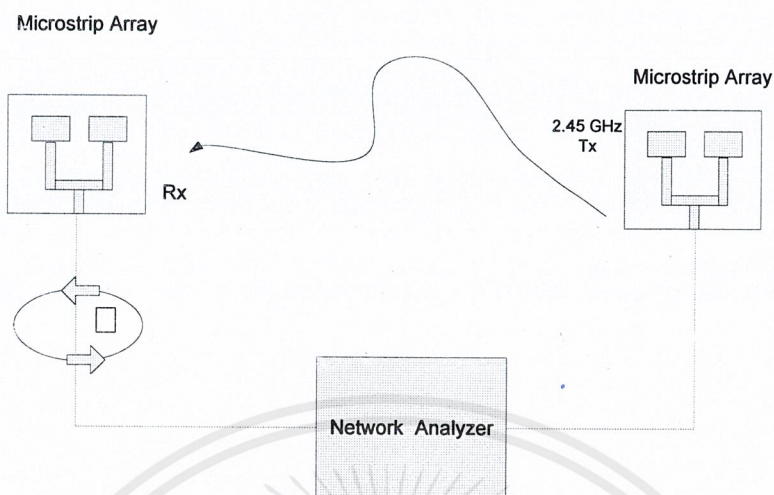 Microstrip Array
Microstrip Array
2.45 GHz
Tx
Rx
Network Analyzer